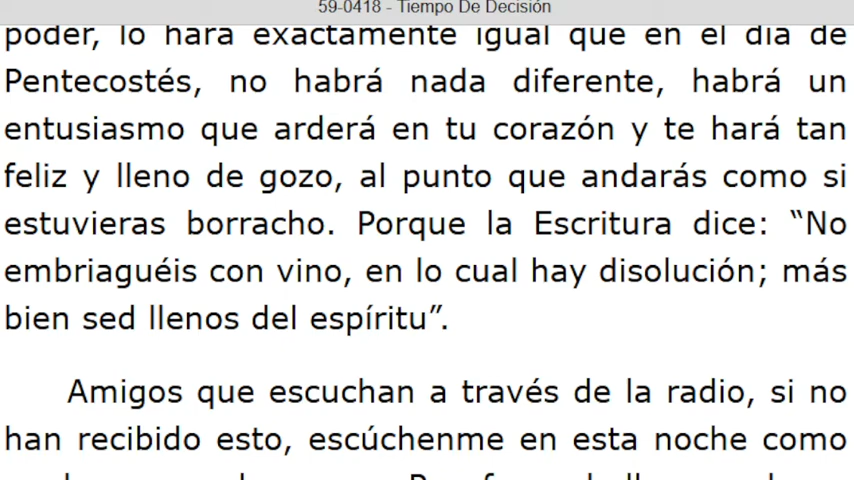 59-0418 - Tiempo De Decisión
poder, lo hará exactamente igual que en el día de
Pentecostés, no habrá nada diferente, habrá un
entusiasmo que arderá en tu corazón y te hará tan
feliz y lleno de gozo, al punto que andarás como si
estuvieras borracho. Porque la Escritura dice: “No
embriaguéis con vino, en lo cual hay disolución; más
bien sed llenos del espíritu”.
Amigos que escuchan a través de la radio, si no
han recibido esto, escúchenme en esta noche como